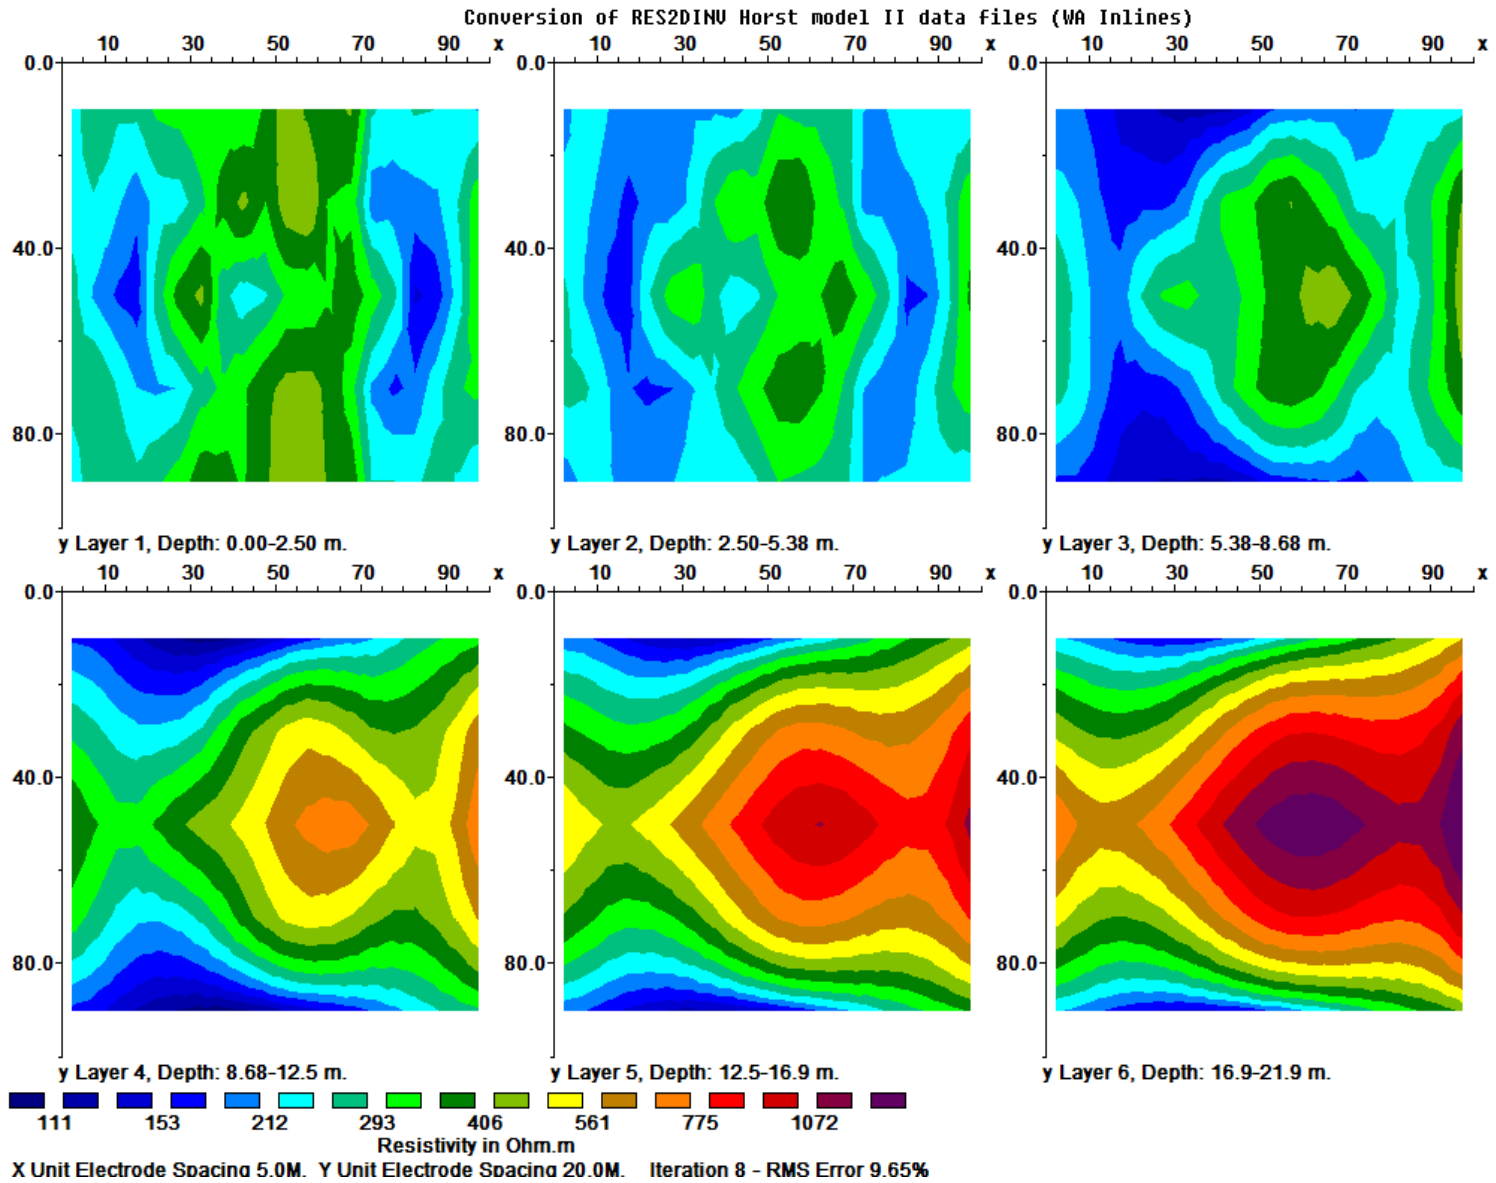 Conversion of RES2DINV Horst model II data files (WA Inlines)
10 30 50 70 90 x 10 30 50 70 90 x 10 30 50 70 90 x
0.0 0.0 0.0
40.0 40.0 40.0
80.0 80.0 80.0
y Layer 1, Depth: 0.00-2.50 m. y Layer 2, Depth: 2.50-5.38 m. y Layer 3, Depth: 5.38-8.68 m.
10 30 50 70 90 x 10 30 50 70 90 x 10 30 50 70 90 x
0.0 0.0 0.0
40.0 40.0 40.0
80.0 80.0 80.0
y Layer 4, Depth: 8.68-12.5 m. y Layer 5, Depth: 12.5-16.9 m. y Layer 6, Depth: 16.9-21.9 m.
111 153 212 293 406 561 775 1072
Resistivity in Ohm.m
X Unit Electrode Spacing 5.0M. Y Unit Electrode Spacing 20.0M. Iteration 8 - RMS Error 9.65%